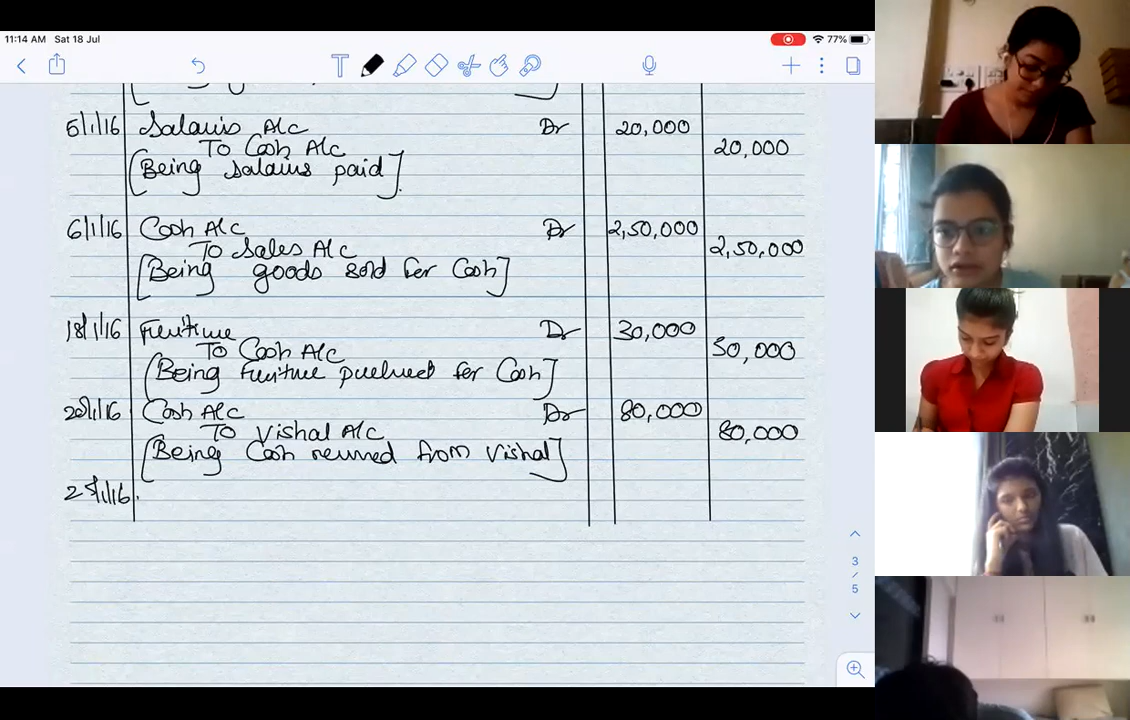 11:14 AM Sat 18 Jul
77%
5/1/16 Salaries A/c Dr 20,000
To Cash A/c 20,000
[Being Salaries paid]
6/1/16 Cash A/c Dr 2,50,000
To Sales A/c 2,50,000
[Being goods sold for Cash]
18/1/16 Furniture Dr 30,000
To Cash A/c 30,000
[Being furniture purchased for Cash]
20/1/16 Cash A/c Dr 80,000
To Vishal A/c 80,000
[Being Cash received from Vishal]
25/1/16
3
/
5